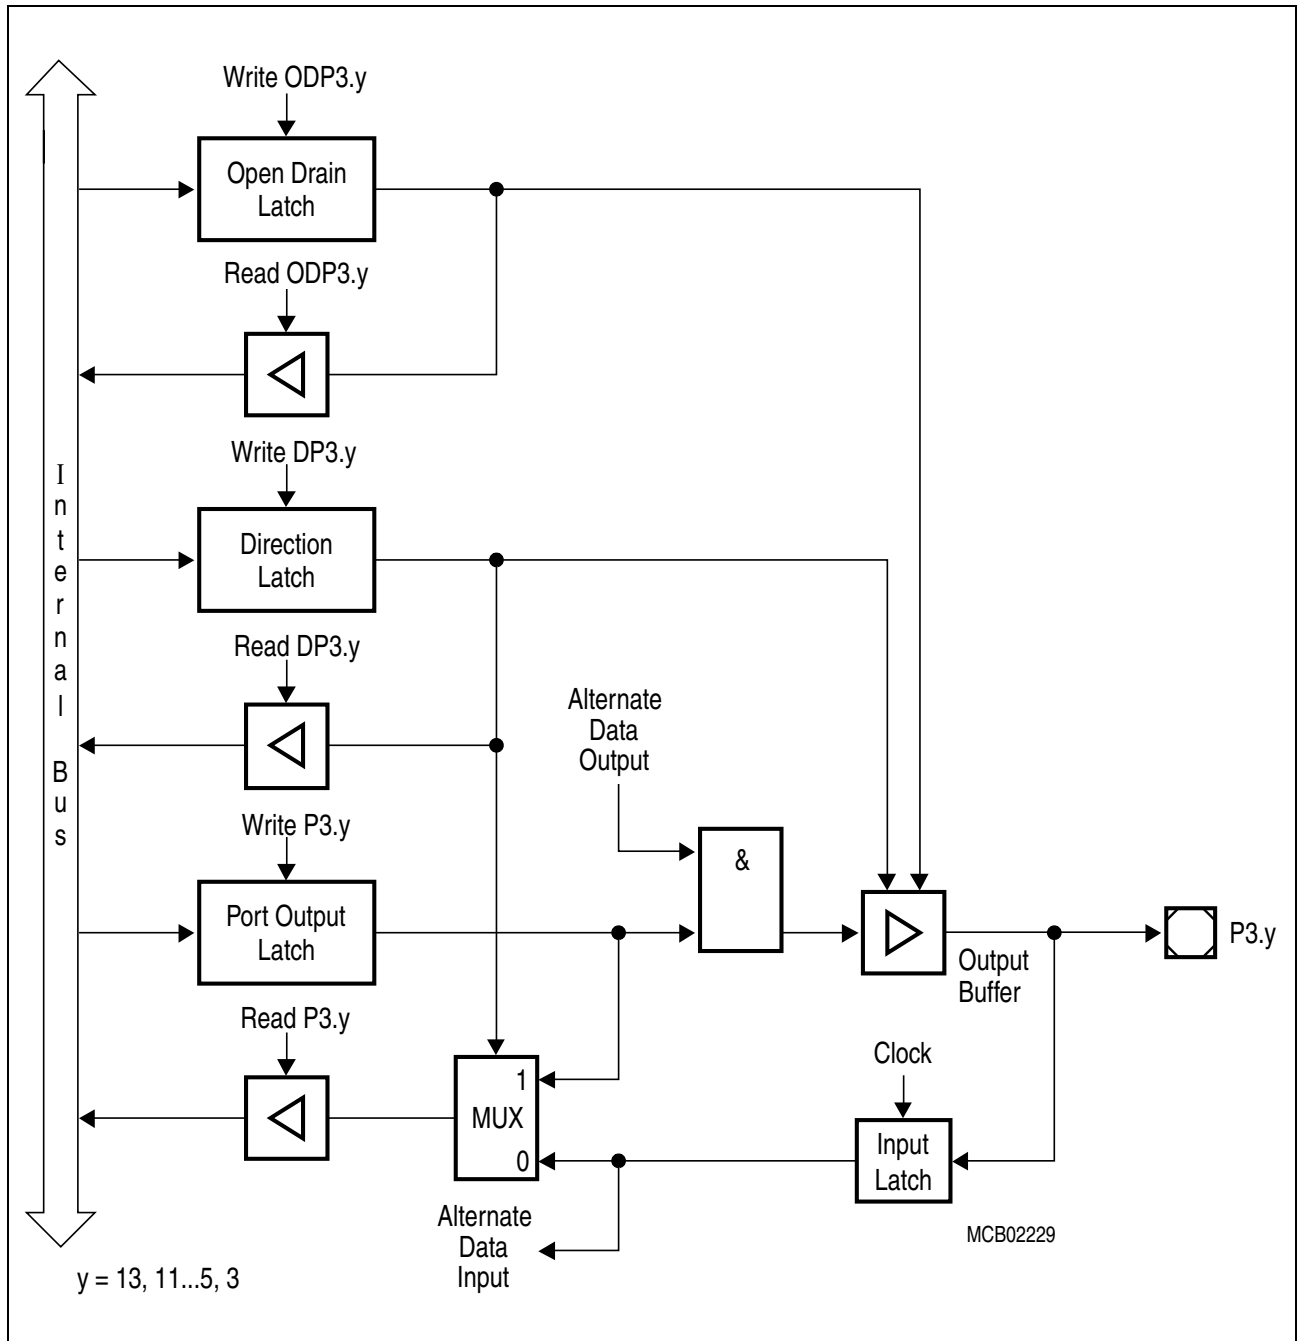 Write ODP3.y
Open Drain
Latch
Read ODP3.y
Write DP3.y
Internal Bus
Direction
Latch
Read DP3.y
Alternate
Data
Output
Write P3.y
&
Port Output
Latch
P3.y
Output
Buffer
Read P3.y
Clock
1
MUX
0
Input
Latch
Alternate
Data
Input
MCB02229
y = 13, 11...5, 3